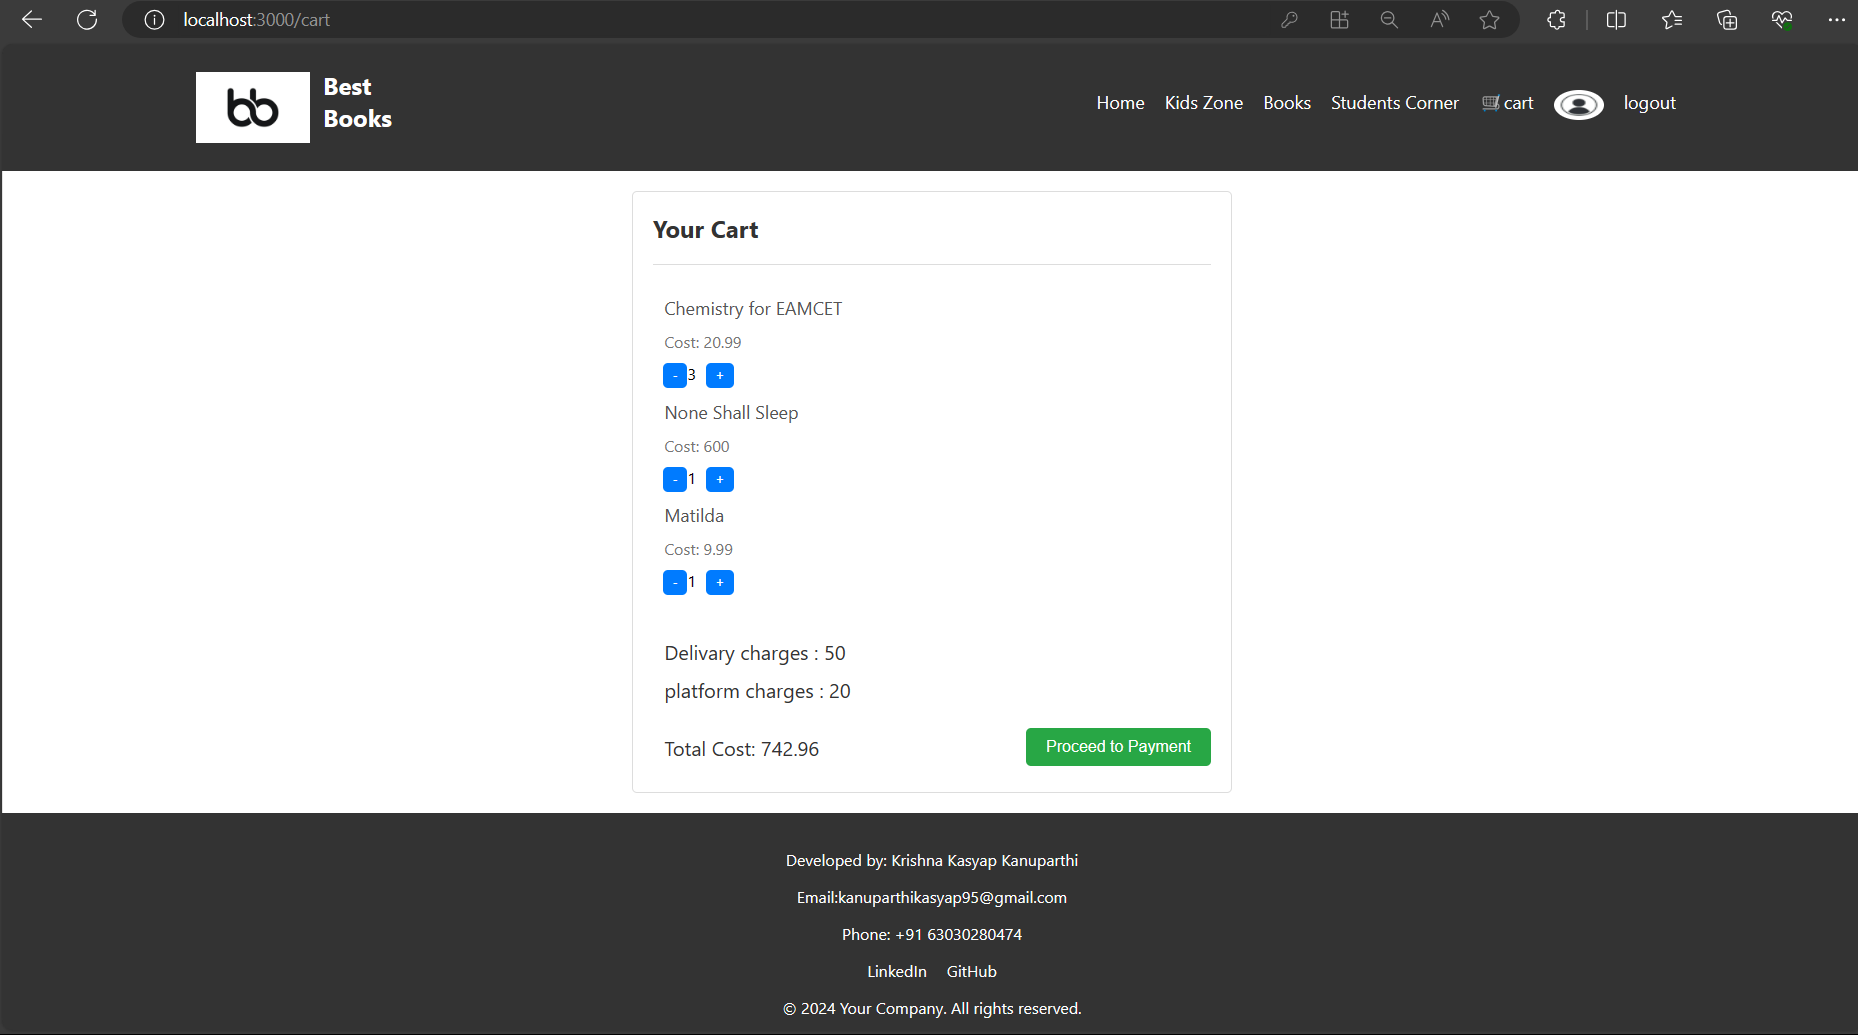 localhost:3000/cart
bb
Best
Books
Home Kids Zone Books Students Corner cart logout
Your Cart
Chemistry for EAMCET
Cost: 20.99
- 3 +
None Shall Sleep
Cost: 600
- 1 +
Matilda
Cost: 9.99
- 1 +
Delivary charges : 50
platform charges : 20
Total Cost: 742.96
Proceed to Payment
Developed by: Krishna Kasyap Kanuparthi
Email:kanuparthikasyap95@gmail.com
Phone: +91 63030280474
LinkedIn GitHub
© 2024 Your Company. All rights reserved.